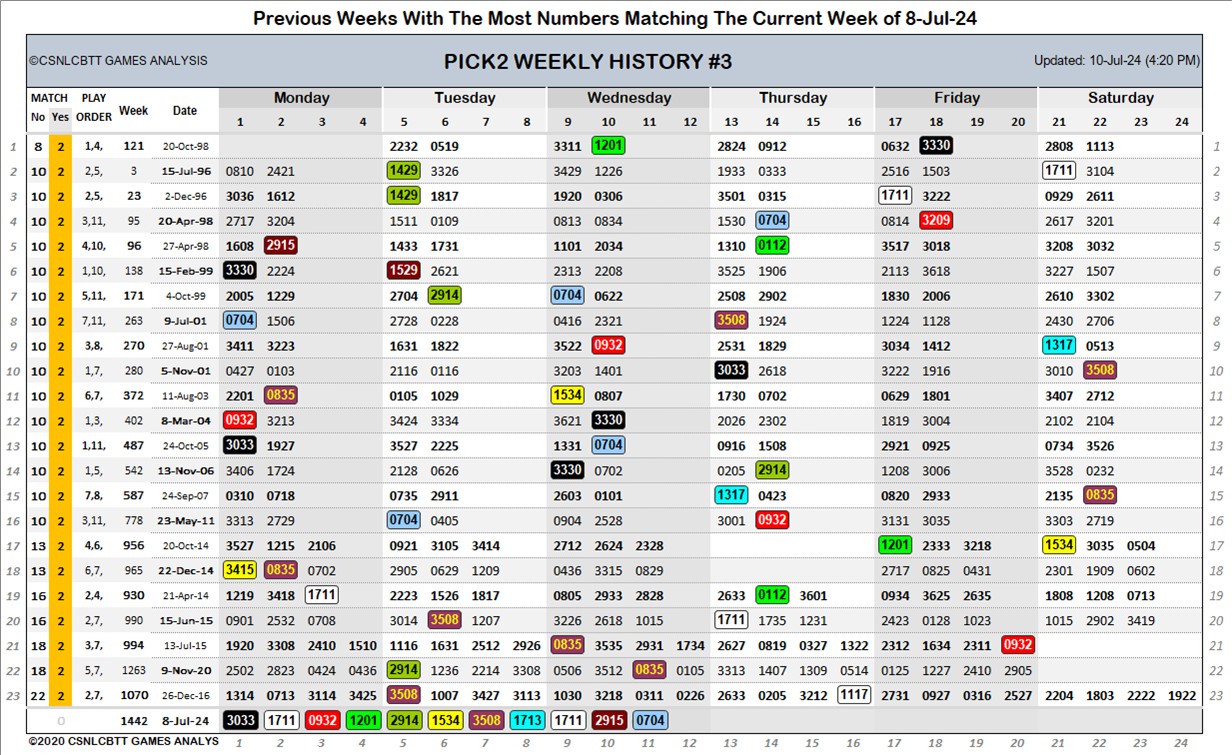 Previous Weeks With The Most Numbers Matching The Current Week of 8-Jul-24
©CSNLCBTT GAMES ANALYSIS PICK2 WEEKLY HISTORY #3 Updated: 10-Jul-24 (4:20 PM)
MATCH PLAY Week Date Monday Tuesday Wednesday Thursday Friday Saturday
No Yes ORDER 1 2 3 4 5 6 7 8 9 10 11 12 13 14 15 16 17 18 19 20 21 22 23 24
1 8 2 1,4, 121 20-Oct-98 2232 0519 3311 1201 2824 0912 0632 3330 2808 1113 1
2 10 2 2,5, 3 15-Jul-96 0810 2421 1429 3326 3429 1226 1933 0333 2516 1503 1711 3104 2
3 10 2 2,5, 23 2-Dec-96 3036 1612 1429 1817 1920 0306 3501 0315 1711 3222 0929 2611 3
4 10 2 3,11, 95 20-Apr-98 2717 3204 1511 0109 0813 0834 1530 0704 0814 3209 2617 3201 4
5 10 2 4,10, 96 27-Apr-98 1608 2915 1433 1731 1101 2034 1310 0112 3517 3018 3208 3032 5
6 10 2 1,10, 138 15-Feb-99 3330 2224 1529 2621 2313 2208 3525 1906 2113 3618 3227 1507 6
7 10 2 5,11, 171 4-Oct-99 2005 1229 2704 2914 0704 0622 2508 2902 1830 2006 2610 3302 7
8 10 2 7,11, 263 9-Jul-01 0704 1506 2728 0228 0416 2321 3508 1924 1224 1128 2430 2706 8
9 10 2 3,8, 270 27-Aug-01 3411 3223 1631 1822 3522 0932 2531 1829 3034 1412 1317 0513 9
10 10 2 1,7, 280 5-Nov-01 0427 0103 2116 0116 3203 1401 3033 2618 3222 1916 3010 3508 10
11 10 2 6,7, 372 11-Aug-03 2201 0835 0105 1029 1534 0807 1730 0702 0629 1801 3407 2712 11
12 10 2 1,3, 402 8-Mar-04 0932 3213 3424 3334 3621 3330 2026 2302 1819 3004 2102 2104 12
13 10 2 1,11, 487 24-Oct-05 3033 1927 3527 2225 1331 0704 0916 1508 2921 0925 0734 3526 13
14 10 2 1,5, 542 13-Nov-06 3406 1724 2128 0626 3330 0702 0205 2914 1208 3006 3528 0232 14
15 10 2 7,8, 587 24-Sep-07 0310 0718 0735 2911 2603 0101 1317 0423 0820 2933 2135 0835 15
16 10 2 3,11, 778 23-May-11 3313 2729 0704 0405 0904 2528 3001 0932 3131 3035 3303 2719 16
17 13 2 4,6, 956 20-Oct-14 3527 1215 2106 0921 3105 3414 2712 2624 2328 1201 2333 3218 1534 3035 0504 17
18 13 2 6,7, 965 22-Dec-14 3415 0835 0702 2905 0629 1209 0436 3315 0829 2717 0825 0431 2301 1909 0602 18
19 16 2 2,4, 930 21-Apr-14 1219 3418 1711 2223 1526 1817 0805 2933 2828 2633 0112 3601 0934 3625 2635 1808 1208 0713 19
20 16 2 2,7, 990 15-Jun-15 0901 2532 0708 3014 3508 1207 3226 2618 1015 1711 1735 1231 2423 0128 1023 1015 2902 3419 20
21 18 2 3,7, 994 13-Jul-15 1920 3308 2410 1510 1116 1631 2512 2926 0835 3535 2931 1734 2627 0819 0327 1322 2312 1634 2311 0932 21
22 18 2 5,7, 1263 9-Nov-20 2502 2823 0424 0436 2914 1236 2214 3308 0506 3512 0835 0105 3313 1407 1309 0514 0125 1227 2410 2905 22
23 22 2 2,7, 1070 26-Dec-16 1314 0713 3114 3425 3508 1007 3427 3113 1030 3218 0311 0226 2633 0205 3212 1117 2731 0927 0316 2527 2204 1803 2222 1922 23
0 1442 8-Jul-24 3033 1711 0932 1201 2914 1534 3508 1713 1711 2915 0704
©2020 CSNLCBTT GAMES ANALYS 1 2 3 4 5 6 7 8 9 10 11 12 13 14 15 16 17 18 19 20 21 22 23 24